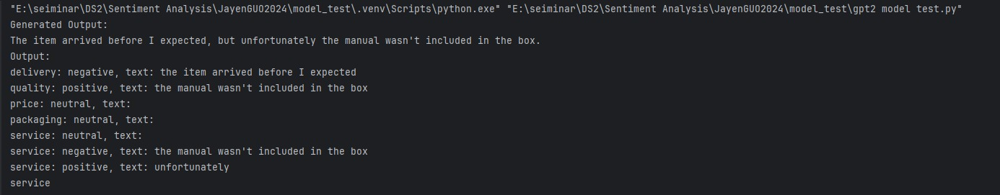 "E:\seiminar\DS2\Sentiment Analysis\JayenGUO2024\model_test\.venv\Scripts\python.exe" "E:\seiminar\DS2\Sentiment Analysis\JayenGUO2024\model_test\gpt2 model test.py"
Generated Output:
The item arrived before I expected, but unfortunately the manual wasn't included in the box.
Output:
delivery: negative, text: the item arrived before I expected
quality: positive, text: the manual wasn't included in the box
price: neutral, text:
packaging: neutral, text:
service: neutral, text:
service: negative, text: the manual wasn't included in the box
service: positive, text: unfortunately
service